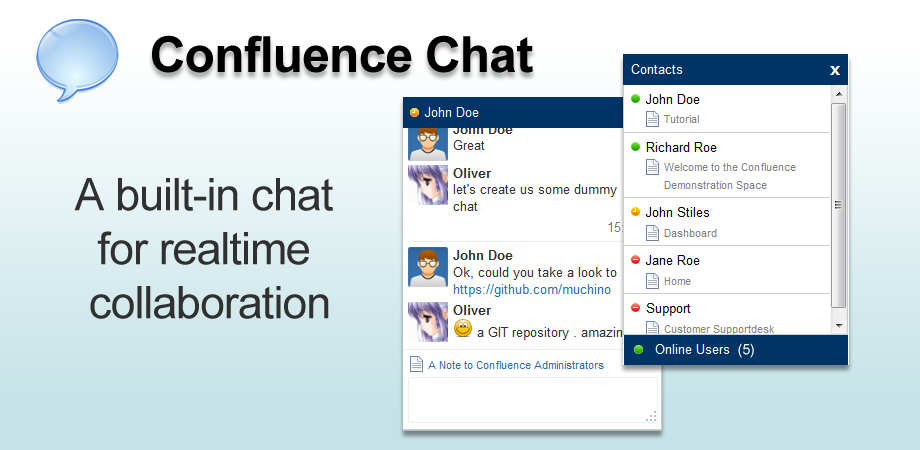 Confluence Chat
A built-in chat
for realtime
collaboration
John Doe
John Doe
Great
Oliver
let's create us some dummy
chat
15:
John Doe
Ok, could you take a look to
https://github.com/muchino
Oliver
a GIT repository . amazin
A Note to Confluence Administrators
Contacts
x
John Doe
Tutorial
Richard Roe
Welcome to the Confluence
Demonstration Space
John Stiles
Dashboard
Jane Roe
Home
Support
Customer Supportdesk
Online Users (5)